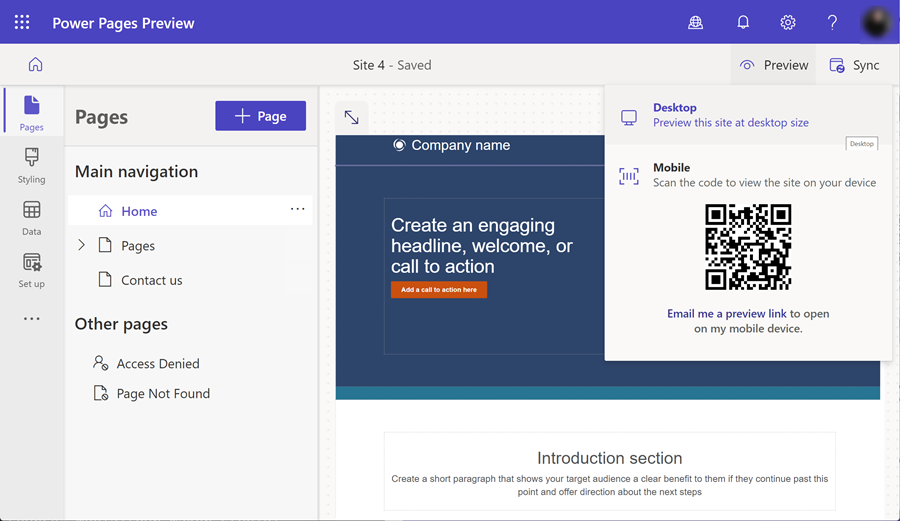 Power Pages Preview
?
Site 4 - Saved
Preview
Sync
Pages
Styling
Data
Set up
Pages
+ Page
Main navigation
Home
Pages
Contact us
Other pages
Access Denied
Page Not Found
Company name
Create an engaging
headline, welcome, or
call to action
Add a call to action here
Introduction section
Create a short paragraph that shows your target audience a clear benefit to them if they continue past this
point and offer direction about the next steps
Desktop
Preview this site at desktop size
Desktop
Mobile
Scan the code to view the site on your device
Email me a preview link to open
on my mobile device.